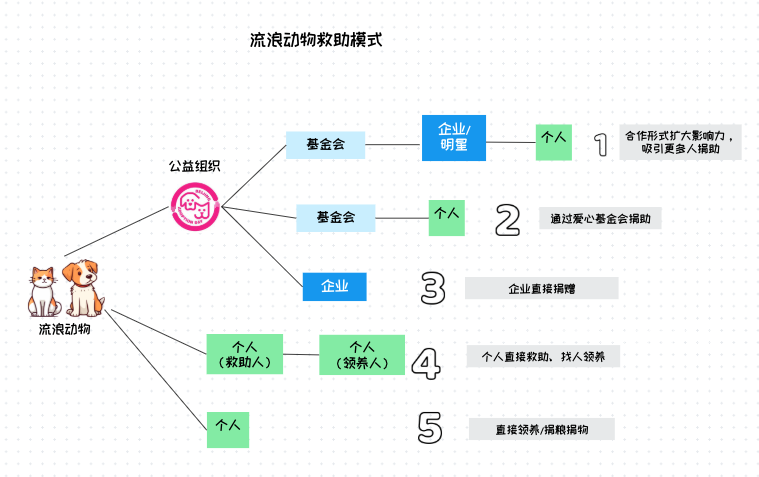 流浪动物救助模式
公益组织
基金会
企业/
明星
个人
1
合作形式扩大影响力，
吸引更多人捐助
基金会
个人
2
通过爱心基金会捐助
企业
3
企业直接捐赠
流浪动物
个人
（救助人）
个人
（领养人）
4
个人直接救助、找人领养
个人
5
直接领养/捐粮捐物